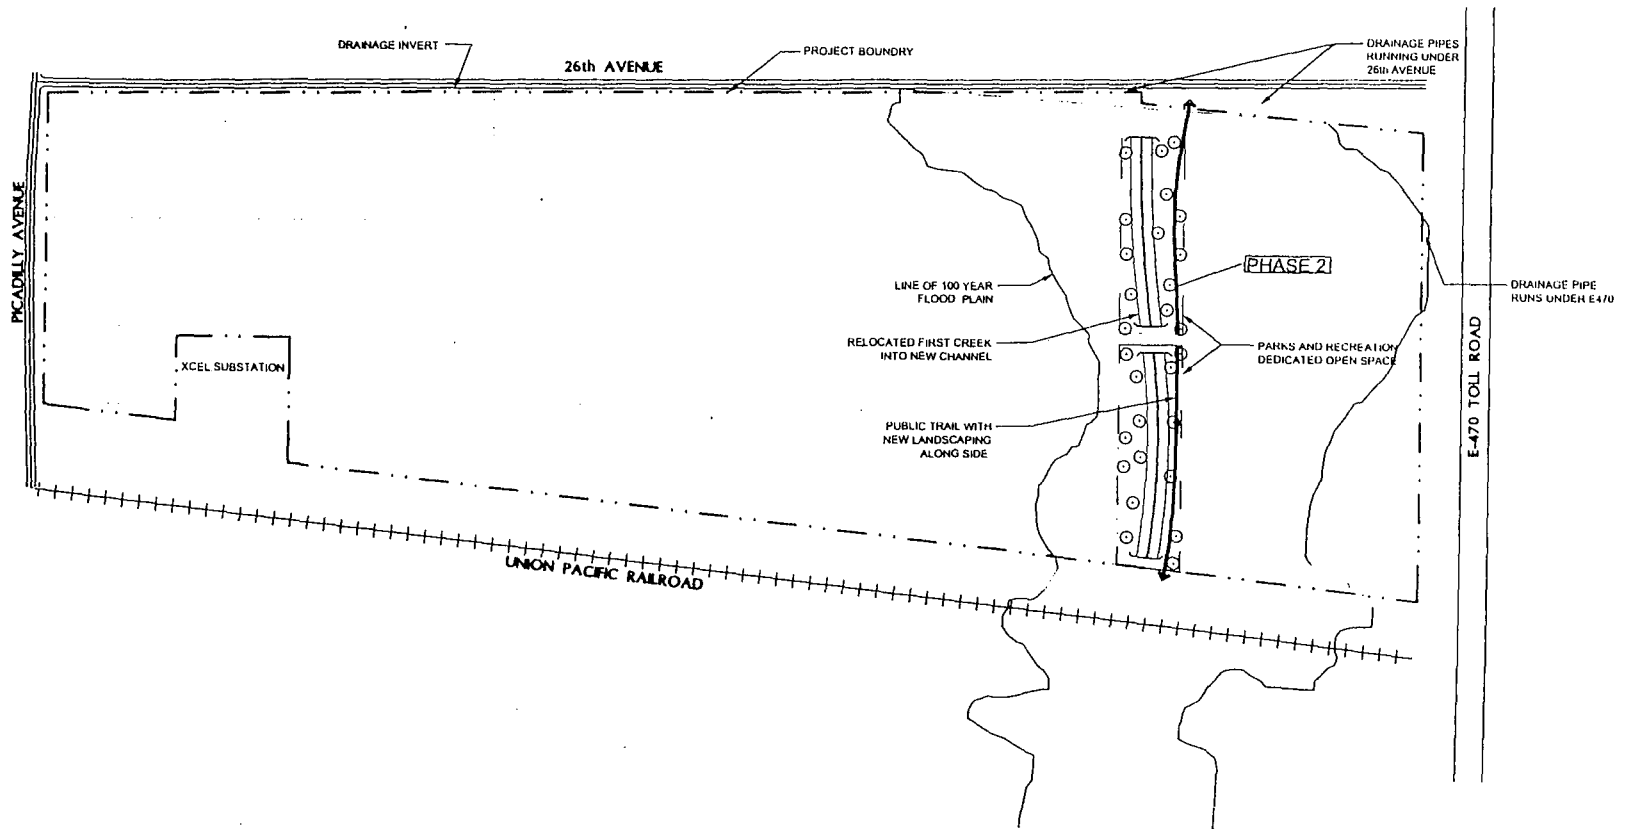 DRAINAGE INVERT
26th AVENUE
PROJECT BOUNDRY
DRAINAGE PIPES
RUNNING UNDER
26th AVENUE
PICADILLY AVENUE
XCEL SUBSTATION
LINE OF 100 YEAR
FLOOD PLAIN
PHASE 2
DRAINAGE PIPE
RUNS UNDER E470
RELOCATED FIRST CREEK
INTO NEW CHANNEL
PARKS AND RECREATION
DEDICATED OPEN SPACE
PUBLIC TRAIL WITH
NEW LANDSCAPING
ALONG SIDE
E-470 TOLL ROAD
UNION PACIFIC RAILROAD